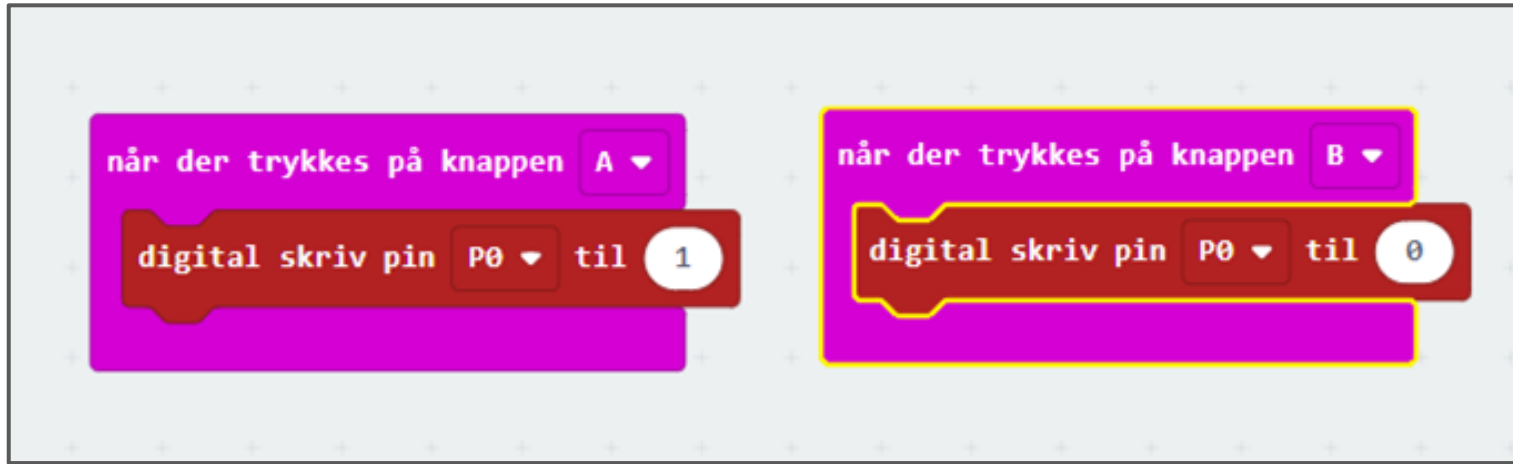 når der trykkes på knappen A
digital skriv pin P0 til 1
når der trykkes på knappen B
digital skriv pin P0 til 0